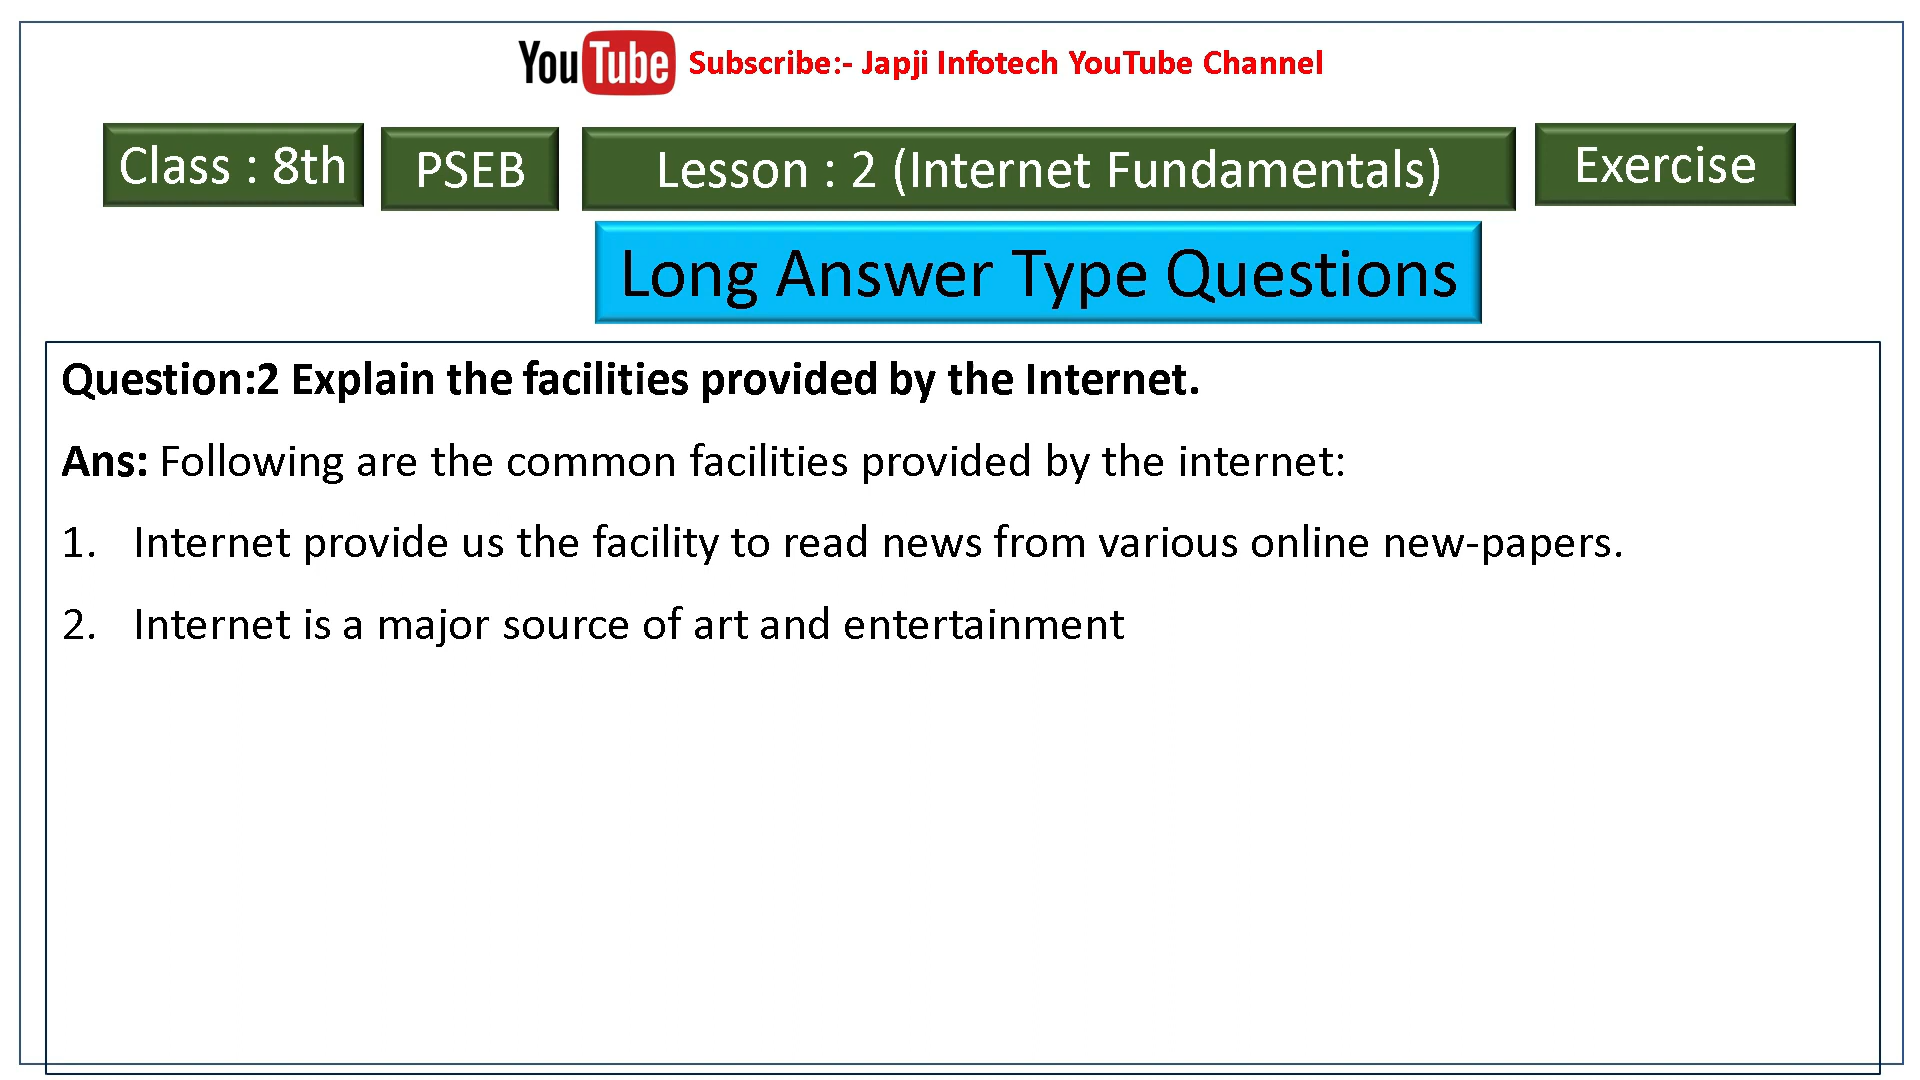 YouTube Subscribe:- Japji Infotech YouTube Channel
Class : 8th PSEB Lesson : 2 (Internet Fundamentals) Exercise
Long Answer Type Questions
Question:2 Explain the facilities provided by the Internet.
Ans: Following are the common facilities provided by the internet:
1. Internet provide us the facility to read news from various online new-papers.
2. Internet is a major source of art and entertainment